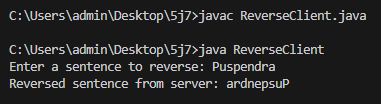 C:\Users\admin\Desktop\5j7>javac ReverseClient.java
C:\Users\admin\Desktop\5j7>java ReverseClient
Enter a sentence to reverse: Puspendra
Reversed sentence from server: ardnepsuP